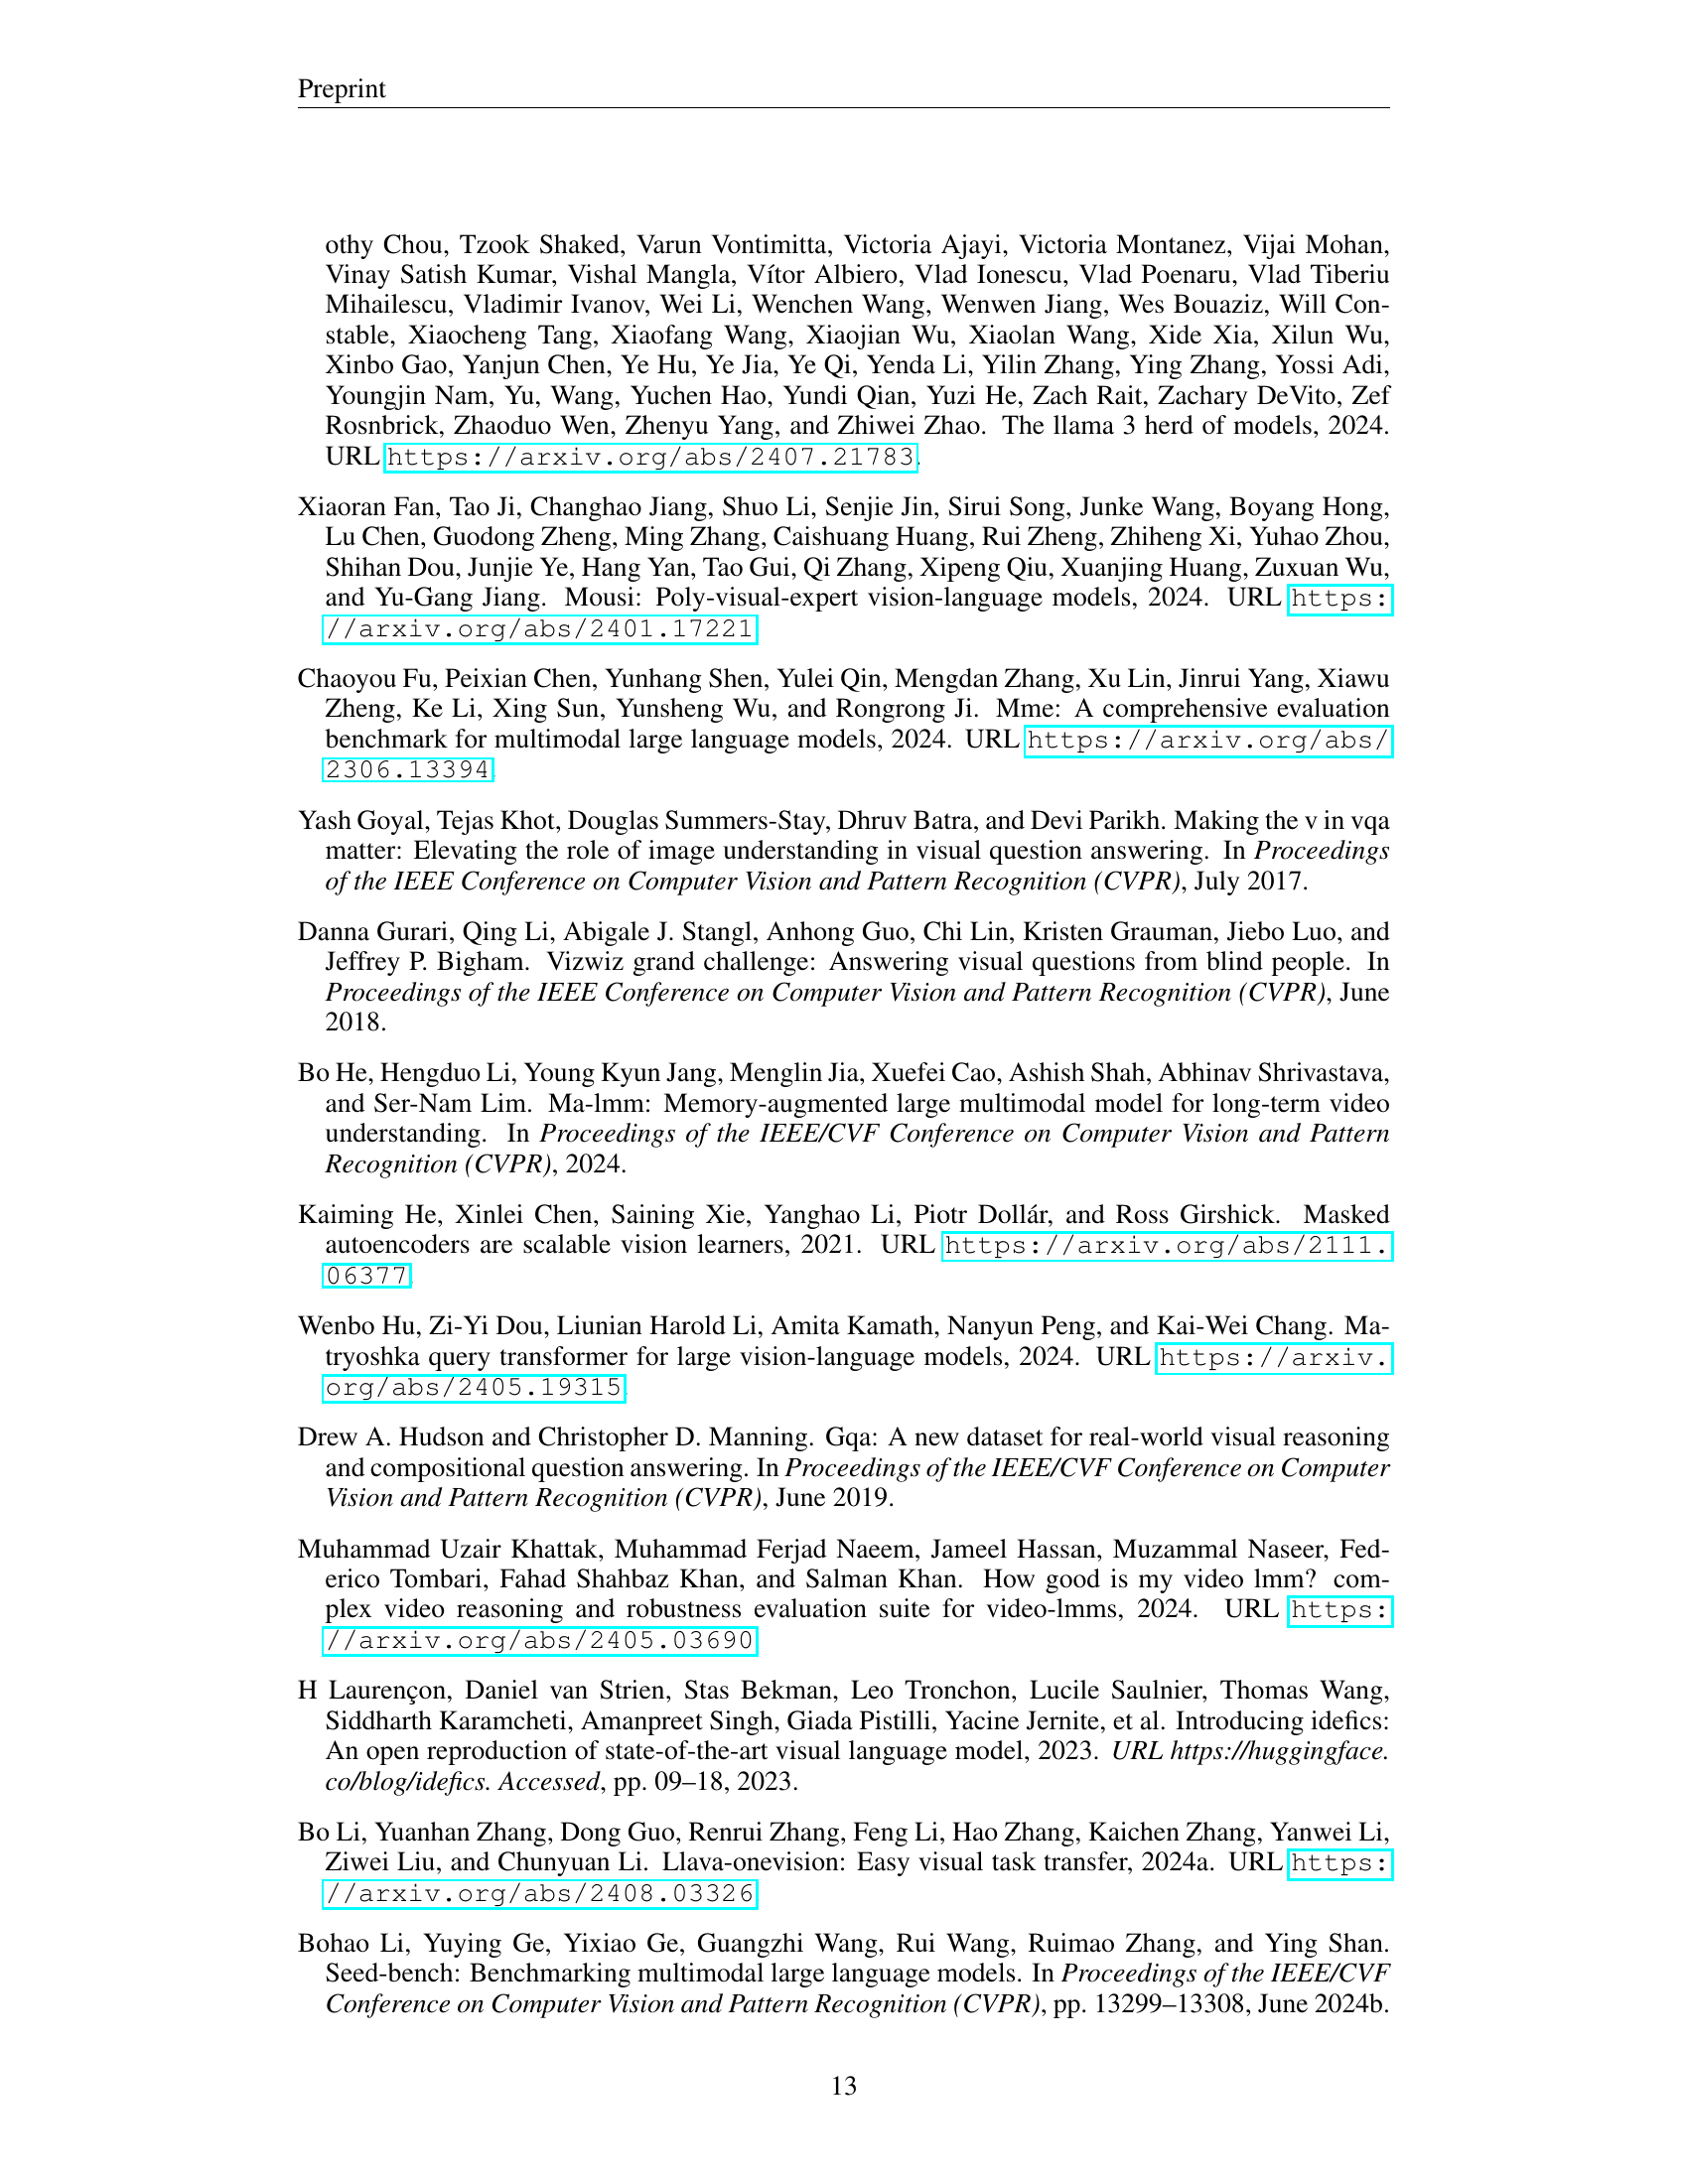 Preprint
othy Chou, Tzook Shaked, Varun Vontimitta, Victoria Ajayi, Victoria Montanez, Vijai Mohan,
Vinay Satish Kumar, Vishal Mangla, Vítor Albiero, Vlad Ionescu, Vlad Poenaru, Vlad Tiberiu
Mihailescu, Vladimir Ivanov, Wei Li, Wenchen Wang, Wenwen Jiang, Wes Bouaziz, Will Con-
stable, Xiaocheng Tang, Xiaofang Wang, Xiaojian Wu, Xiaolan Wang, Xide Xia, Xilun Wu,
Xinbo Gao, Yanjun Chen, Ye Hu, Ye Jia, Ye Qi, Yenda Li, Yilin Zhang, Ying Zhang, Yossi Adi,
Youngjin Nam, Yu, Wang, Yuchen Hao, Yundi Qian, Yuzi He, Zach Rait, Zachary DeVito, Zef
Rosnbrick, Zhaoduo Wen, Zhenyu Yang, and Zhiwei Zhao. The llama 3 herd of models, 2024.
URL https://arxiv.org/abs/2407.21783.
Xiaoran Fan, Tao Ji, Changhao Jiang, Shuo Li, Senjie Jin, Sirui Song, Junke Wang, Boyang Hong,
Lu Chen, Guodong Zheng, Ming Zhang, Caishuang Huang, Rui Zheng, Zhiheng Xi, Yuhao Zhou,
Shihan Dou, Junjie Ye, Hang Yan, Tao Gui, Qi Zhang, Xipeng Qiu, Xuanjing Huang, Zuxuan Wu,
and Yu-Gang Jiang. Mousi: Poly-visual-expert vision-language models, 2024. URL https:
//arxiv.org/abs/2401.17221.
Chaoyou Fu, Peixian Chen, Yunhang Shen, Yulei Qin, Mengdan Zhang, Xu Lin, Jinrui Yang, Xiawu
Zheng, Ke Li, Xing Sun, Yunsheng Wu, and Rongrong Ji. Mme: A comprehensive evaluation
benchmark for multimodal large language models, 2024. URL https://arxiv.org/abs/
2306.13394.
Yash Goyal, Tejas Khot, Douglas Summers-Stay, Dhruv Batra, and Devi Parikh. Making the v in vqa
matter: Elevating the role of image understanding in visual question answering. In Proceedings
of the IEEE Conference on Computer Vision and Pattern Recognition (CVPR), July 2017.
Danna Gurari, Qing Li, Abigale J. Stangl, Anhong Guo, Chi Lin, Kristen Grauman, Jiebo Luo, and
Jeffrey P. Bigham. Vizwiz grand challenge: Answering visual questions from blind people. In
Proceedings of the IEEE Conference on Computer Vision and Pattern Recognition (CVPR), June
2018.
Bo He, Hengduo Li, Young Kyun Jang, Menglin Jia, Xuefei Cao, Ashish Shah, Abhinav Shrivastava,
and Ser-Nam Lim. Ma-lmm: Memory-augmented large multimodal model for long-term video
understanding. In Proceedings of the IEEE/CVF Conference on Computer Vision and Pattern
Recognition (CVPR), 2024.
Kaiming He, Xinlei Chen, Saining Xie, Yanghao Li, Piotr Dollár, and Ross Girshick. Masked
autoencoders are scalable vision learners, 2021. URL https://arxiv.org/abs/2111.
06377.
Wenbo Hu, Zi-Yi Dou, Liunian Harold Li, Amita Kamath, Nanyun Peng, and Kai-Wei Chang. Ma-
tryoshka query transformer for large vision-language models, 2024. URL https://arxiv.
org/abs/2405.19315.
Drew A. Hudson and Christopher D. Manning. Gqa: A new dataset for real-world visual reasoning
and compositional question answering. In Proceedings of the IEEE/CVF Conference on Computer
Vision and Pattern Recognition (CVPR), June 2019.
Muhammad Uzair Khattak, Muhammad Ferjad Naeem, Jameel Hassan, Muzammal Naseer, Fed-
erico Tombari, Fahad Shahbaz Khan, and Salman Khan. How good is my video lmm? com-
plex video reasoning and robustness evaluation suite for video-lmms, 2024. URL https:
//arxiv.org/abs/2405.03690.
H Laurençon, Daniel van Strien, Stas Bekman, Leo Tronchon, Lucile Saulnier, Thomas Wang,
Siddharth Karamcheti, Amanpreet Singh, Giada Pistilli, Yacine Jernite, et al. Introducing idefics:
An open reproduction of state-of-the-art visual language model, 2023. URL https://huggingface.
co/blog/idefics. Accessed, pp. 09–18, 2023.
Bo Li, Yuanhan Zhang, Dong Guo, Renrui Zhang, Feng Li, Hao Zhang, Kaichen Zhang, Yanwei Li,
Ziwei Liu, and Chunyuan Li. Llava-onevision: Easy visual task transfer, 2024a. URL https:
//arxiv.org/abs/2408.03326.
Bohao Li, Yuying Ge, Yixiao Ge, Guangzhi Wang, Rui Wang, Ruimao Zhang, and Ying Shan.
Seed-bench: Benchmarking multimodal large language models. In Proceedings of the IEEE/CVF
Conference on Computer Vision and Pattern Recognition (CVPR), pp. 13299–13308, June 2024b.
13